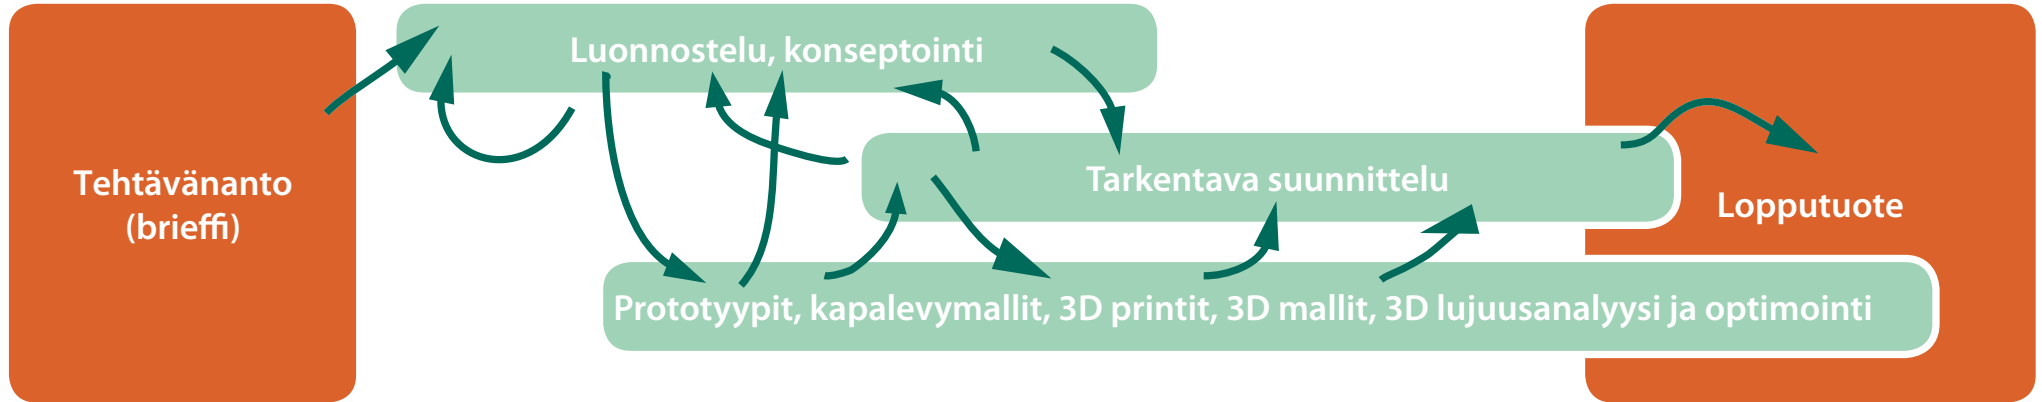 Luonnostelu, konseptointi
Tehtävänanto
(brieffi)
Tarkentava suunnittelu
Lopputuote
Prototyypit, kapalevymallit, 3D printit, 3D mallit, 3D lujuusanalyysi ja optimointi